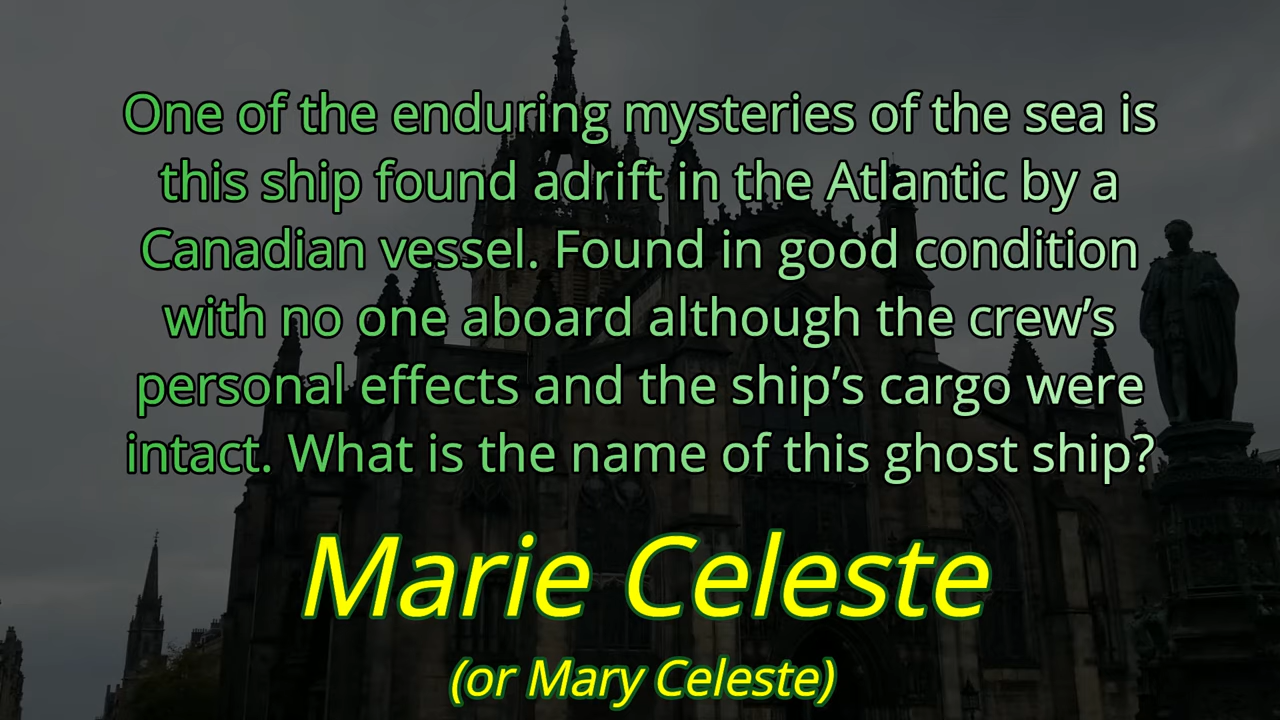 One of the enduring mysteries of the sea is
this ship found adrift in the Atlantic by a
Canadian vessel. Found in good condition
with no one aboard although the crew’s
personal effects and the ship’s cargo were
intact. What is the name of this ghost ship?
Marie Celeste
(or Mary Celeste)